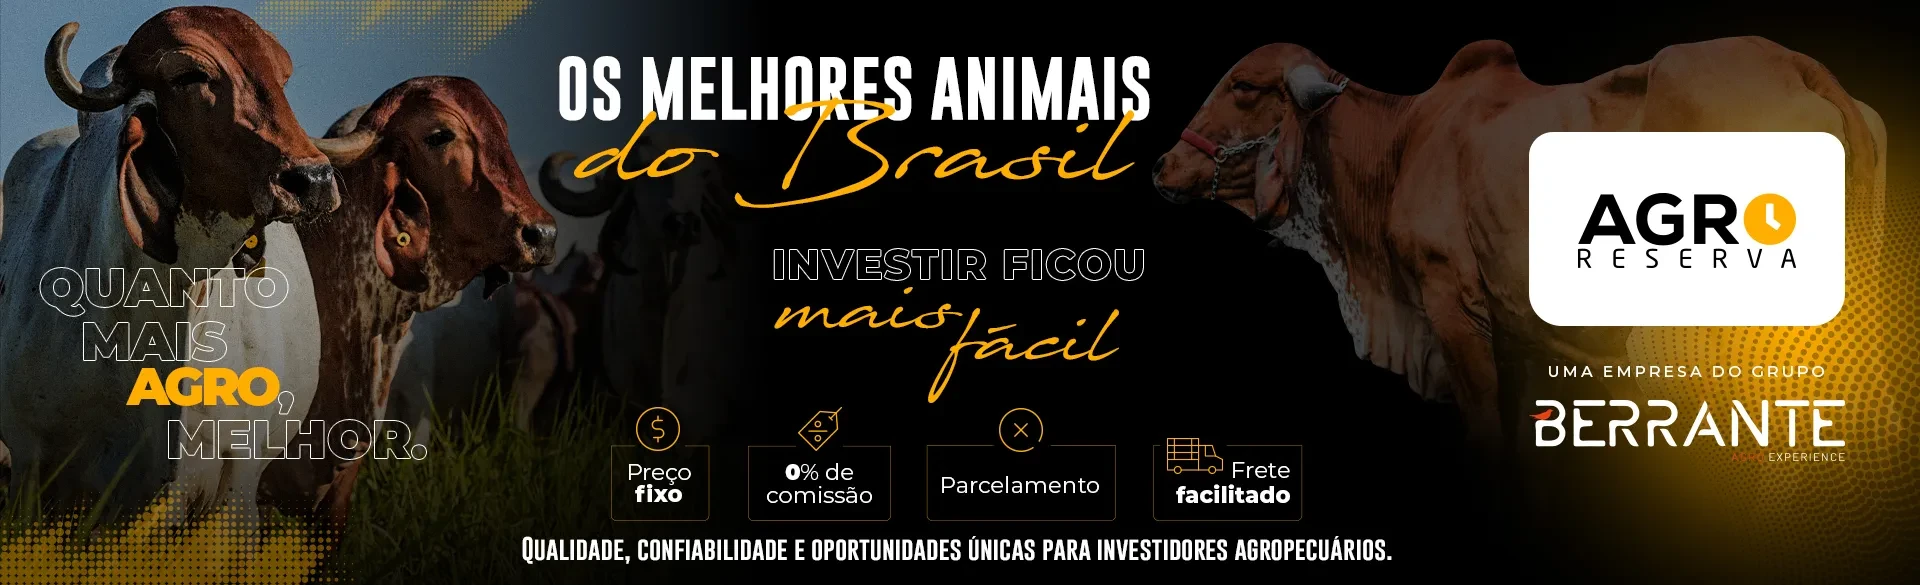 OS MELHORES ANIMAIS
do Brasil
INVESTIR FICOU
mais fácil
QUANTO
MAIS
AGRO,
MELHOR.
Preço
fixo
0% de
comissão
Parcelamento
Frete
facilitado
QUALIDADE, CONFIABILIDADE E OPORTUNIDADES ÚNICAS PARA INVESTIDORES AGROPECUÁRIOS.
AGRO
RESERVA
UMA EMPRESA DO GRUPO
BERRANTE
AGRO EXPERIENCE